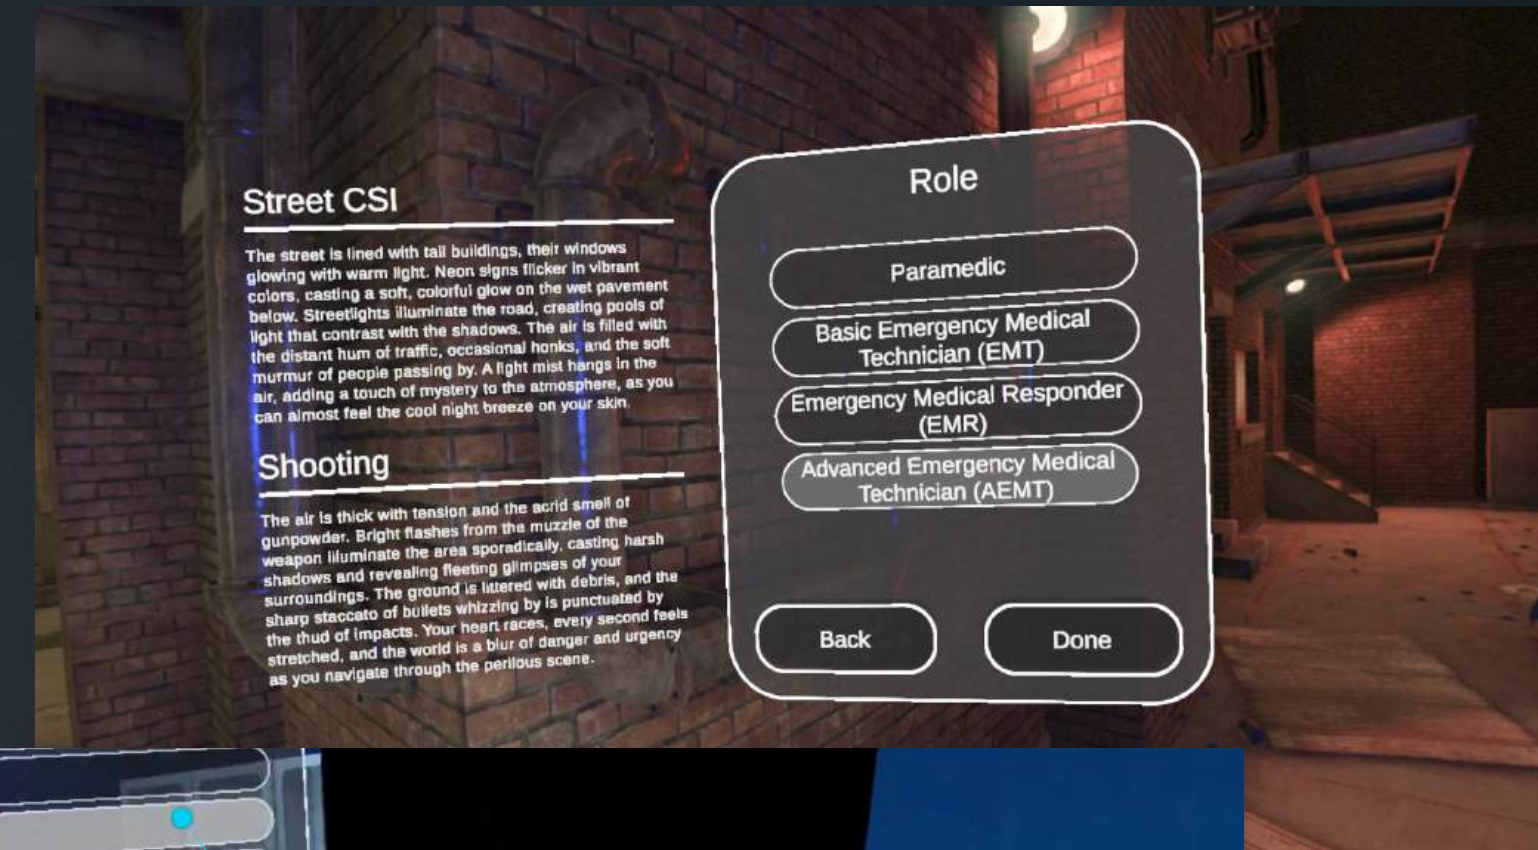 Street CSI
The street is lined with tall buildings, their windows
glowing with warm light. Neon signs flicker in vibrant
colors, casting a soft, colorful glow on the wet pavement
below. Streetlights illuminate the road, creating pools of
light that contrast with the shadows. The air is filled with
the distant hum of traffic, occasional honks, and the soft
murmur of people passing by. A light mist hangs in the
air, adding a touch of mystery to the atmosphere, as you
can almost feel the cool night breeze on your skin.
Shooting
The air is thick with tension and the acrid smell of
gunpowder. Bright flashes from the muzzle of the
weapon illuminate the area sporadically, casting harsh
shadows and revealing fleeting glimpses of your
surroundings. The ground is littered with debris, and the
sharp staccato of bullets whizzing by is punctuated by
the thud of impacts. Your heart races, every second feels
stretched, and the world is a blur of danger and urgency
as you navigate through the perilous scene.
Role
Paramedic
Basic Emergency Medical
Technician (EMT)
Emergency Medical Responder
(EMR)
Advanced Emergency Medical
Technician (AEMT)
Back
Done